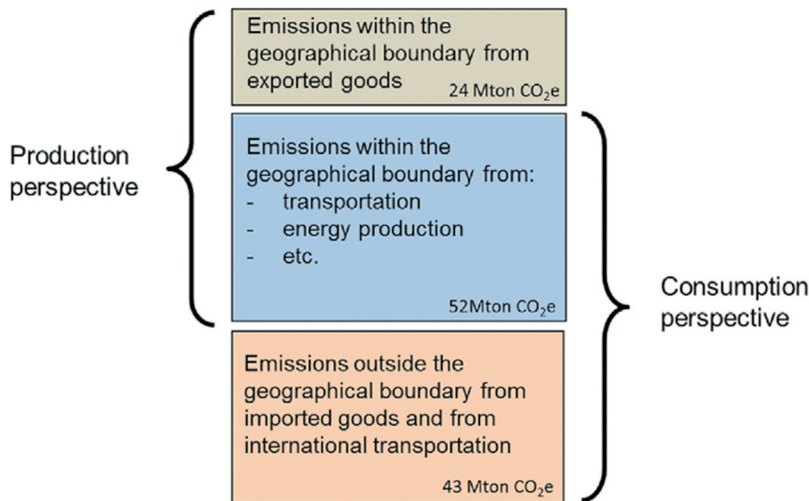 Emissions within the
geographical boundary from
exported goods
24 Mton CO₂e
Production
perspective
Emissions within the
geographical boundary from:
- transportation
- energy production
- etc.
52Mton CO₂e
Consumption
perspective
Emissions outside the
geographical boundary from
imported goods and from
international transportation
43 Mton CO₂e